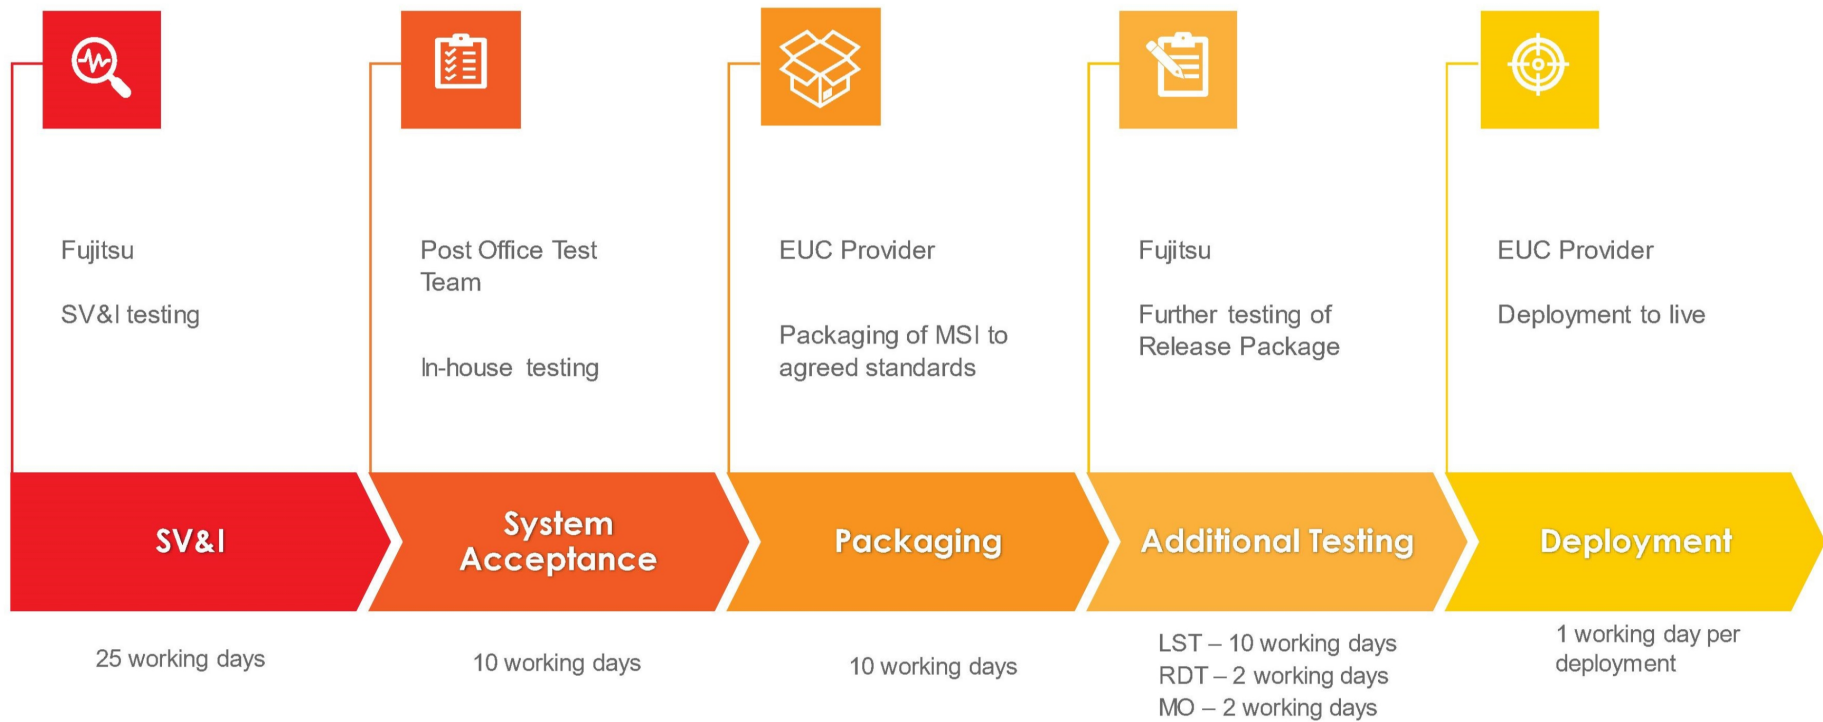 Fujitsu
SV&I testing
SV&I
25 working days
Post Office Test
Team
In-house testing
System
Acceptance
10 working days
EUC Provider
Packaging of MSI to
agreed standards
Packaging
10 working days
Fujitsu
Further testing of
Release Package
Additional Testing
LST – 10 working days
RDT – 2 working days
MO – 2 working days
EUC Provider
Deployment to live
Deployment
1 working day per
deployment